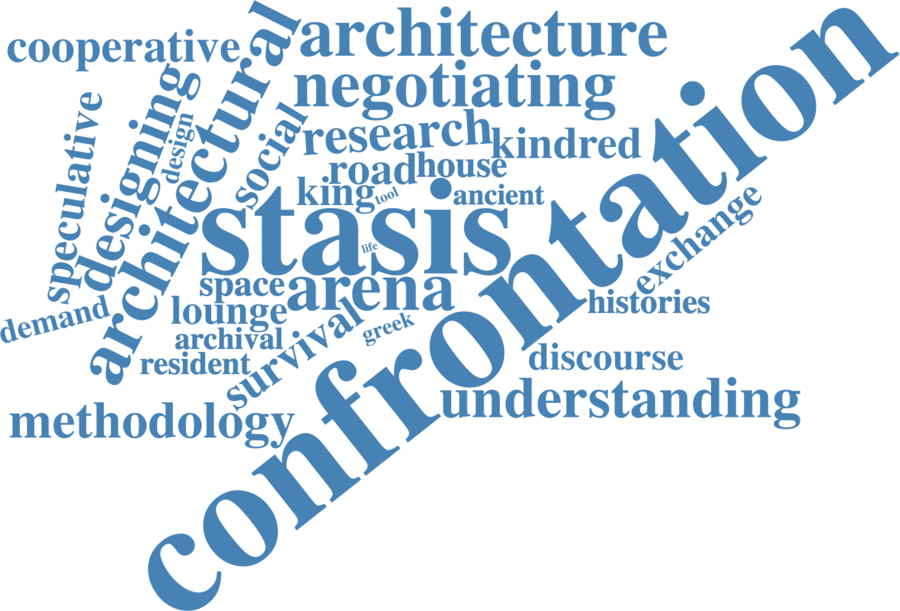 cooperative
architecture
negotiating
architectural
designing
design
speculative
social
research
kindred
road
house
king
tool
ancient
stasis
life
confrontation
exchange
space
arena
histories
lounge
demand
archival
survival
greek
resident
discourse
understanding
methodology